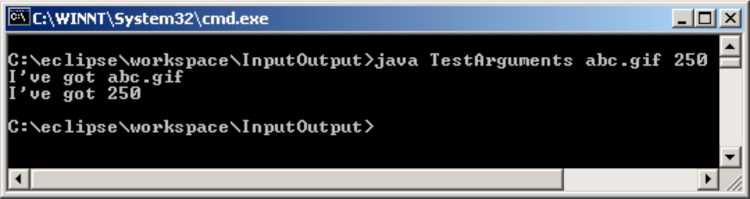 C:\WINNT\System32\cmd.exe
C:\eclipse\workspace\InputOutput>java TestArguments abc.gif 250
I've got abc.gif
I've got 250
C:\eclipse\workspace\InputOutput>